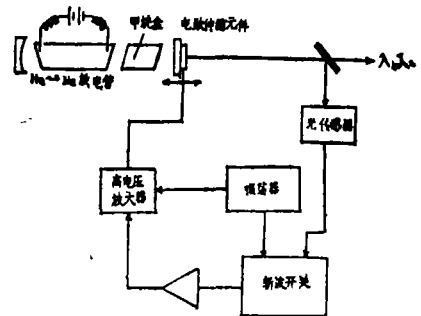 甲烷盒
电致伸缩元件
He-Ne 放电管
光传感器
高电压
放大器
振荡器
斩波开关